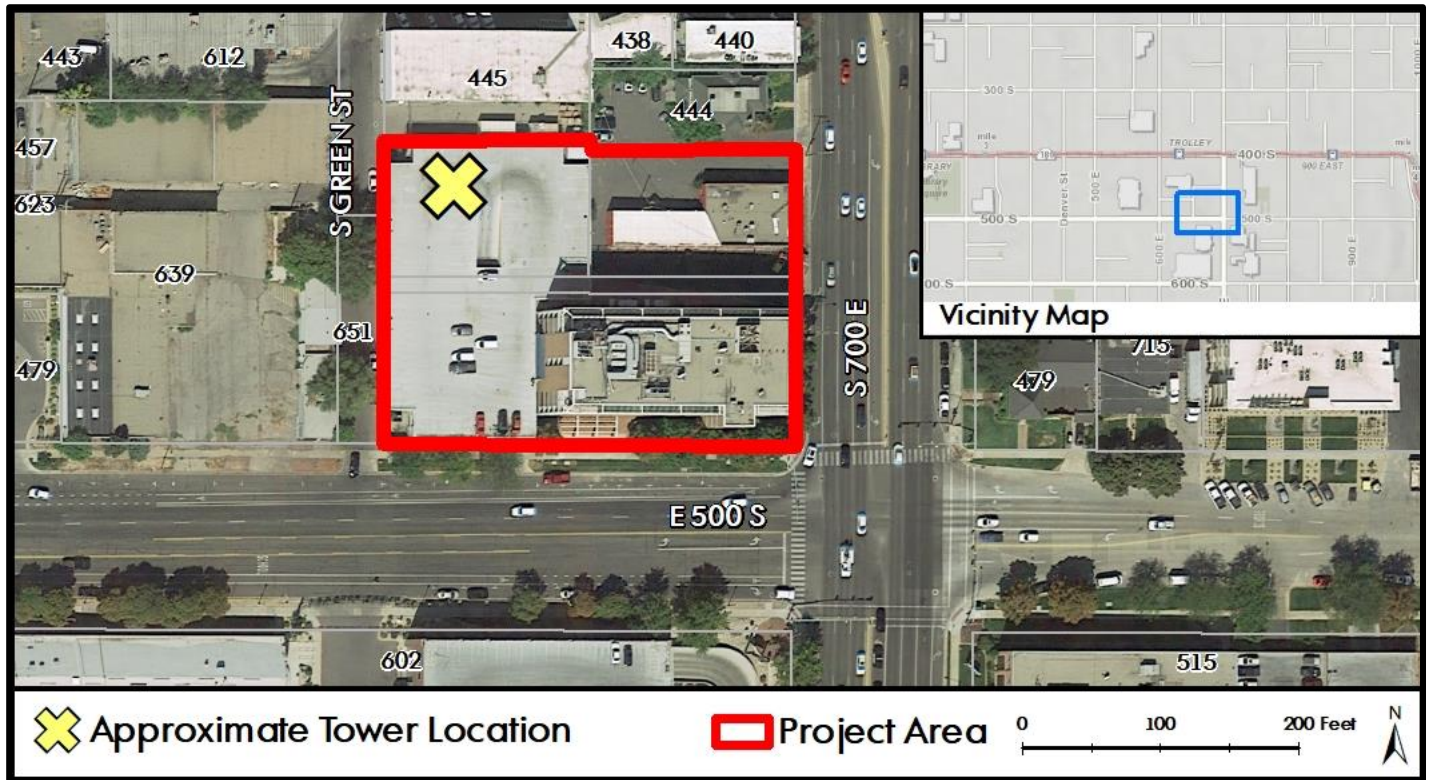 443
612
438
440
445
444
457
S GREEN ST
623
639
651
479
S 700 E
E 500 S
479
715
602
515
300 S
TROLLEY
400 S
900 EAST
Denver St
500 E
500 S
500 S
600 E
900 E
600 S
Vicinity Map
Approximate Tower Location
Project Area
0 100 200 Feet
N